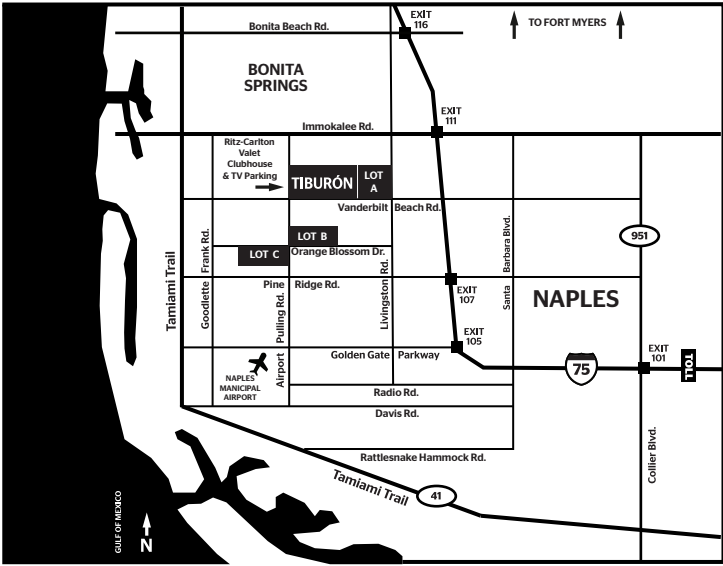 EXIT
116
TO FORT MYERS
Bonita Beach Rd.
BONITA
SPRINGS
EXIT
111
Immokalee Rd.
Ritz-Carlton
Valet
Clubhouse
& TV Parking
TIBURÓN
LOT
A
Vanderbilt Beach Rd.
LOT B
951
LOT C
Orange Blossom Dr.
Tamiami Trail
Goodlette Frank Rd.
Airport Pulling Rd.
Livingston Rd.
Santa Barbara Blvd.
Pine Ridge Rd.
EXIT
107
NAPLES
EXIT
105
Golden Gate Parkway
EXIT
101
TOLL
75
NAPLES
MANICIPAL
AIRPORT
Radio Rd.
Davis Rd.
Rattlesnake Hammock Rd.
Collier Blvd.
Tamiami Trail
41
GULF OF MEXICO
N